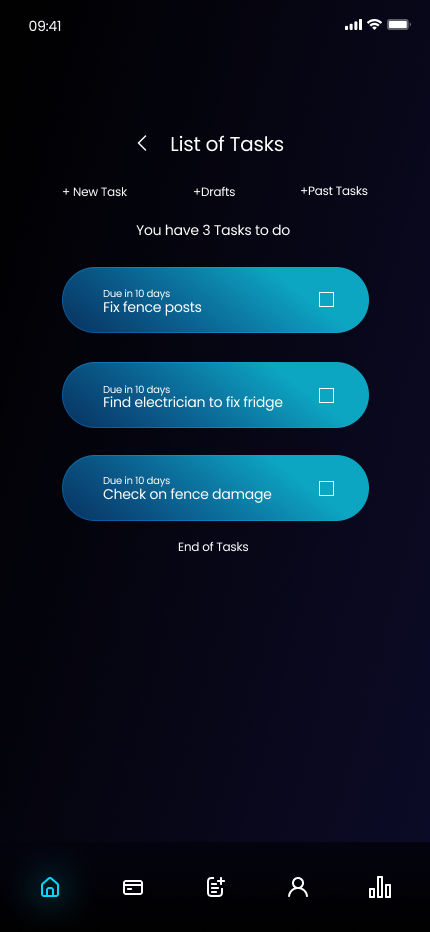 09:41
List of Tasks
+ New Task +Drafts +Past Tasks
You have 3 Tasks to do
Due in 10 days
Fix fence posts
Due in 10 days
Find electrician to fix fridge
Due in 10 days
Check on fence damage
End of Tasks